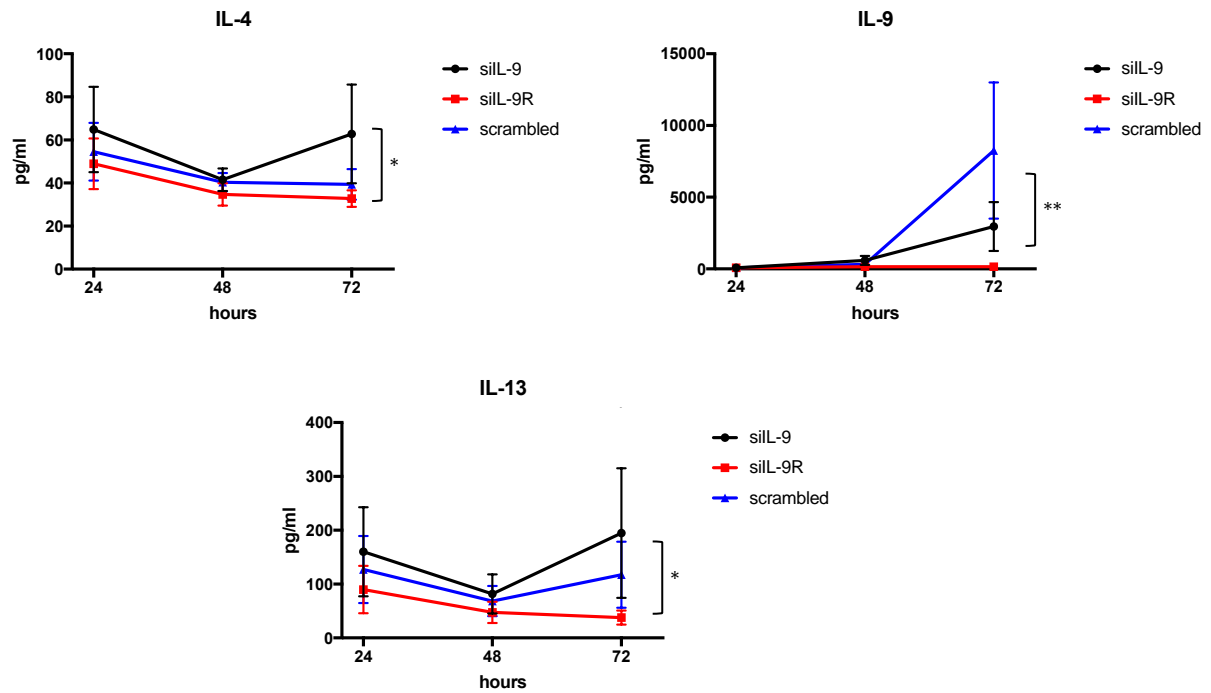 IL-4
100
80
60
40
20
0
pg/ml
24 48 72
hours
siIL-9
siIL-9R
scrambled
*
IL-9
15000
10000
5000
0
pg/ml
24 48 72
hours
siIL-9
siIL-9R
scrambled
**
IL-13
400
300
200
100
0
pg/ml
24 48 72
hours
siIL-9
siIL-9R
scrambled
*